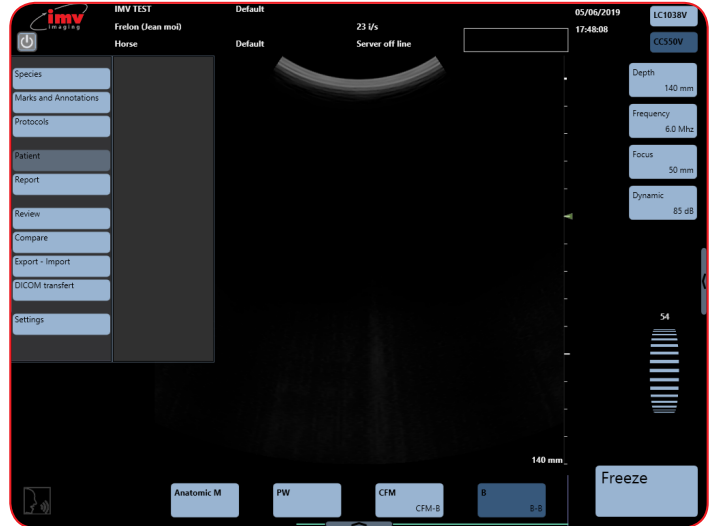 imv
imaging
IMV TEST
Default
Frelon (Jean moi)
23 i/s
Horse
Default
Server off line
05/06/2019
17:48:08
LC1038V
CC550V
Species
Marks and Annotations
Protocols
Patient
Report
Review
Compare
Export - Import
DICOM transfert
Settings
Depth
140 mm
Frequency
6.0 Mhz
Focus
50 mm
Dynamic
85 dB
54
140 mm
Anatomic M
PW
CFM
CFM-B
B
B-B
Freeze